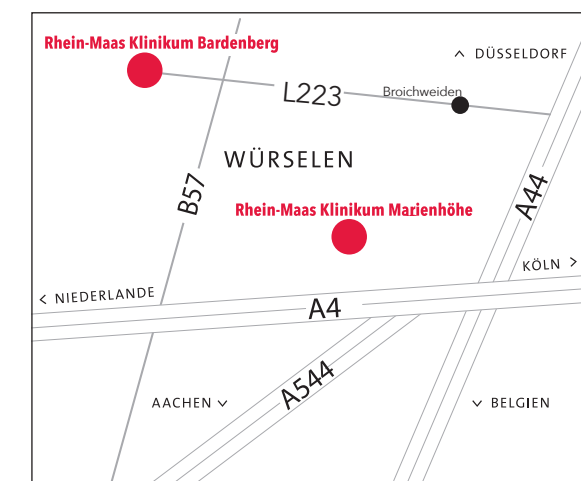 Rhein-Maas Klinikum Bardenberg
^ DÜSSELDORF
L223
Broichweiden
WÜRSELEN
B57
A44
Rhein-Maas Klinikum Marienhöhe
KÖLN >
< NIEDERLANDE
A4
A544
AACHEN ˅
˅ BELGIEN